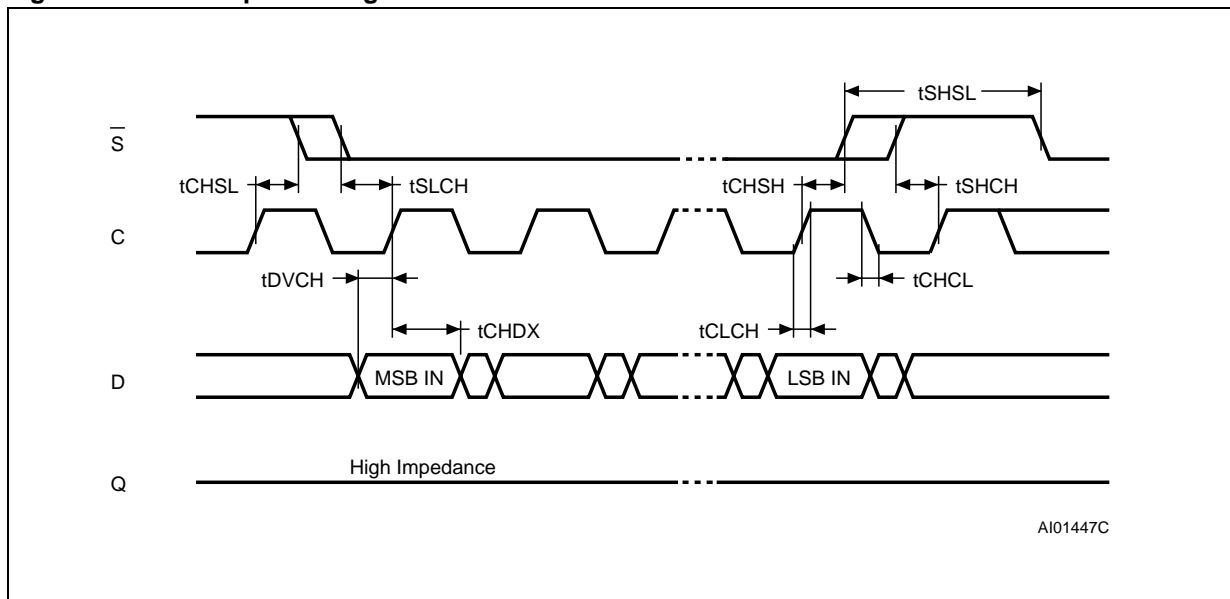 tSHSL
S
tCHSL
tSLCH
tCHSH
tSHCH
C
tDVCH
tCHCL
tCHDX
tCLCH
D
MSB IN
LSB IN
High Impedance
Q
AI01447C